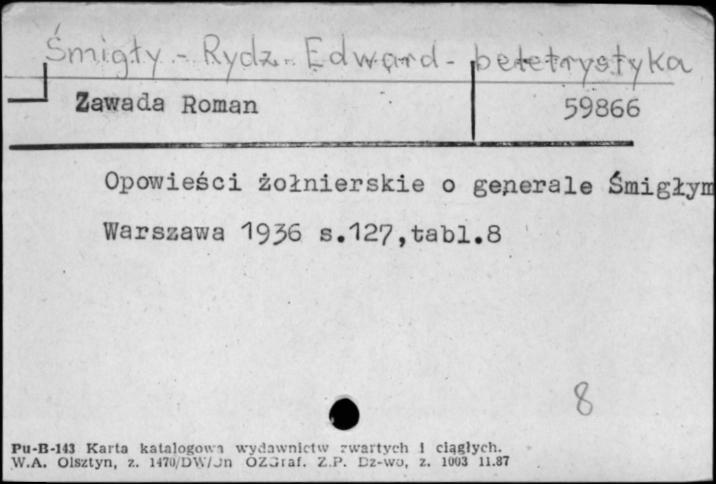 Śmigły - Rydz - Edward - beletrystyka
Zawada Roman 59866
Opowieści żołnierskie o generale Śmigłym
Warszawa 1936 s.127,tabl.8
8
Pu-B-143 Karta katalogowa wydawnictw zwartych i ciągłych.
W.A. Olsztyn, z. 1470/DW/Jn OZGraf. Z.P. Dz-wo, z. 1003 11.87